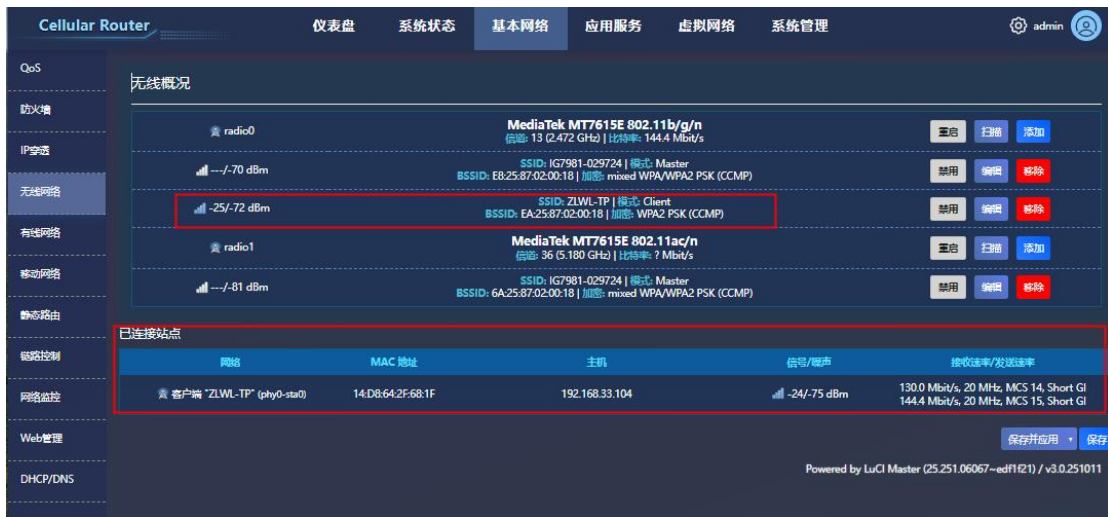 Cellular Router
仪表盘 系统状态 基本网络 应用服务 虚拟网络 系统管理 admin
QoS
防火墙
IP穿透
无线网络
有线网络
移动网络
静态路由
链路控制
网络监控
Web管理
DHCP/DNS
无线概况
radio0 MediaTek MT7615E 802.11b/g/n 重启 扫描 添加
信道: 13 (2.472 GHz) | 比特率: 144.4 Mbit/s
---/-70 dBm SSID: IG7981-029724 | 模式: Master 禁用 编辑 移除
BSSID: E8:25:87:02:00:18 | 加密: mixed WPA/WPA2 PSK (CCMP)
-25/-72 dBm SSID: ZLWL-TP | 模式: Client 禁用 编辑 移除
BSSID: EA:25:87:02:00:18 | 加密: WPA2 PSK (CCMP)
radio1 MediaTek MT7615E 802.11ac/n 重启 扫描 添加
信道: 36 (5.180 GHz) | 比特率: ? Mbit/s
---/-81 dBm SSID: IG7981-029724 | 模式: Master 禁用 编辑 移除
BSSID: 6A:25:87:02:00:18 | 加密: mixed WPA/WPA2 PSK (CCMP)
已连接站点
网络 MAC 地址 主机 信号/噪声 接收速率/发送速率
客户端 "ZLWL-TP" (phy0-sta0) 14:D8:64:2F:68:1F 192.168.33.104 -24/-75 dBm 130.0 Mbit/s, 20 MHz, MCS 14, Short GI
144.4 Mbit/s, 20 MHz, MCS 15, Short GI
保存并应用 保存
Powered by LuCI Master (25.251.06067~edf1f21) / v3.0.251011